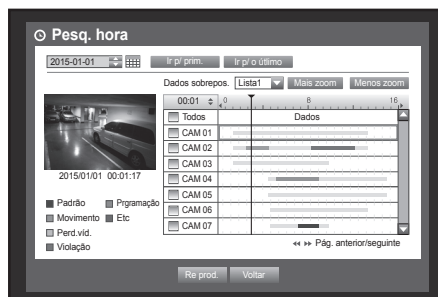 Pesq. hora
2015-01-01 Ir p/ prim. Ir p/ o útlimo
Dados sobrepos. Lista1 Mais zoom Menos zoom
00:01 0 8 16
Todos Dados
CAM 01
CAM 02
CAM 03
CAM 04
CAM 05
CAM 06
CAM 07
2015/01/01 00:01:17
Padrão Prgramação
Movimento Etc
Perd.víd.
Violação
Pág. anterior/seguinte
Re prod. Voltar